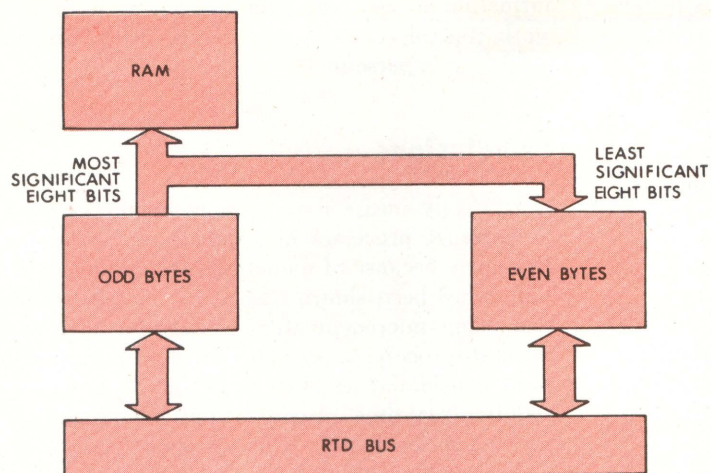 RAM
MOST
SIGNIFICANT
EIGHT BITS
LEAST
SIGNIFICANT
EIGHT BITS
ODD BYTES
EVEN BYTES
RTD BUS